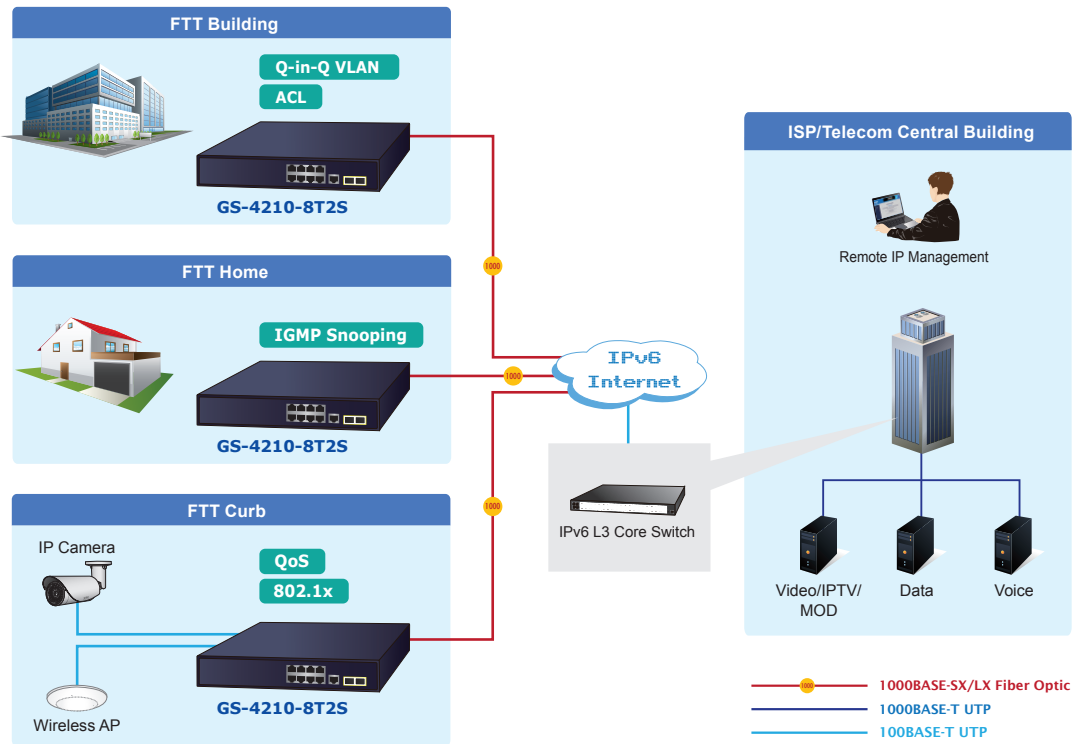 FTT Building
Q-in-Q VLAN
ACL
GS-4210-8T2S
1000
FTT Home
IGMP Snooping
GS-4210-8T2S
1000
FTT Curb
IP Camera
QoS
802.1x
Wireless AP
GS-4210-8T2S
1000
IPv6
Internet
IPv6 L3 Core Switch
ISP/Telecom Central Building
Remote IP Management
Video/IPTV/
MOD
Data
Voice
1000
1000BASE-SX/LX Fiber Optic
1000BASE-T UTP
100BASE-T UTP